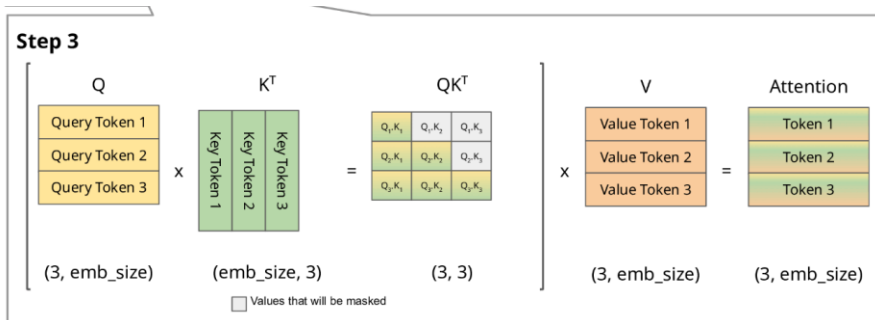 Step 3
Q
K^T
QK^T
V
Attention
Query Token 1
Query Token 2
Query Token 3
x
Key Token 1
Key Token 2
Key Token 3
=
Q₁.K₁ Q₁.K₂ Q₁.K₃
Q₂.K₁ Q₂.K₂ Q₂.K₃
Q₃.K₁ Q₃.K₂ Q₃.K₃
x
Value Token 1
Value Token 2
Value Token 3
=
Token 1
Token 2
Token 3
(3, emb_size)
(emb_size, 3)
(3, 3)
(3, emb_size)
(3, emb_size)
Values that will be masked